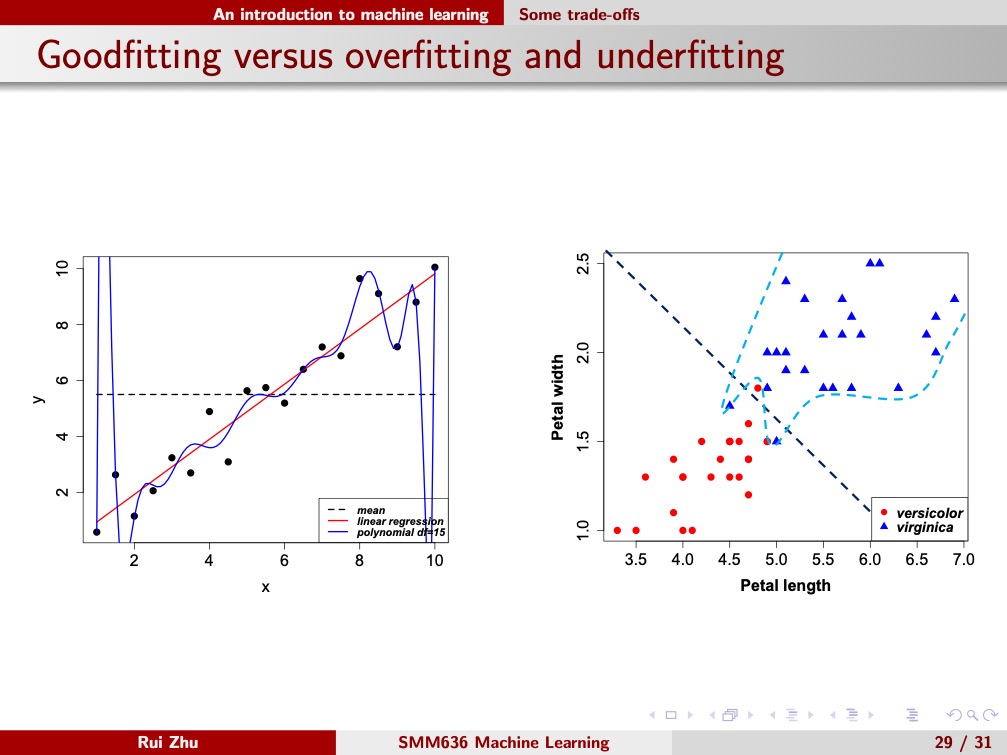 An introduction to machine learning Some trade-offs
Goodfitting versus overfitting and underfitting
10
8
6
4
2
y
2 4 6 8 10
x
mean
linear regression
polynomial df=15
2.5
2.0
1.5
1.0
Petal width
3.5 4.0 4.5 5.0 5.5 6.0 6.5 7.0
Petal length
versicolor
virginica
Rui Zhu SMM636 Machine Learning 29 / 31